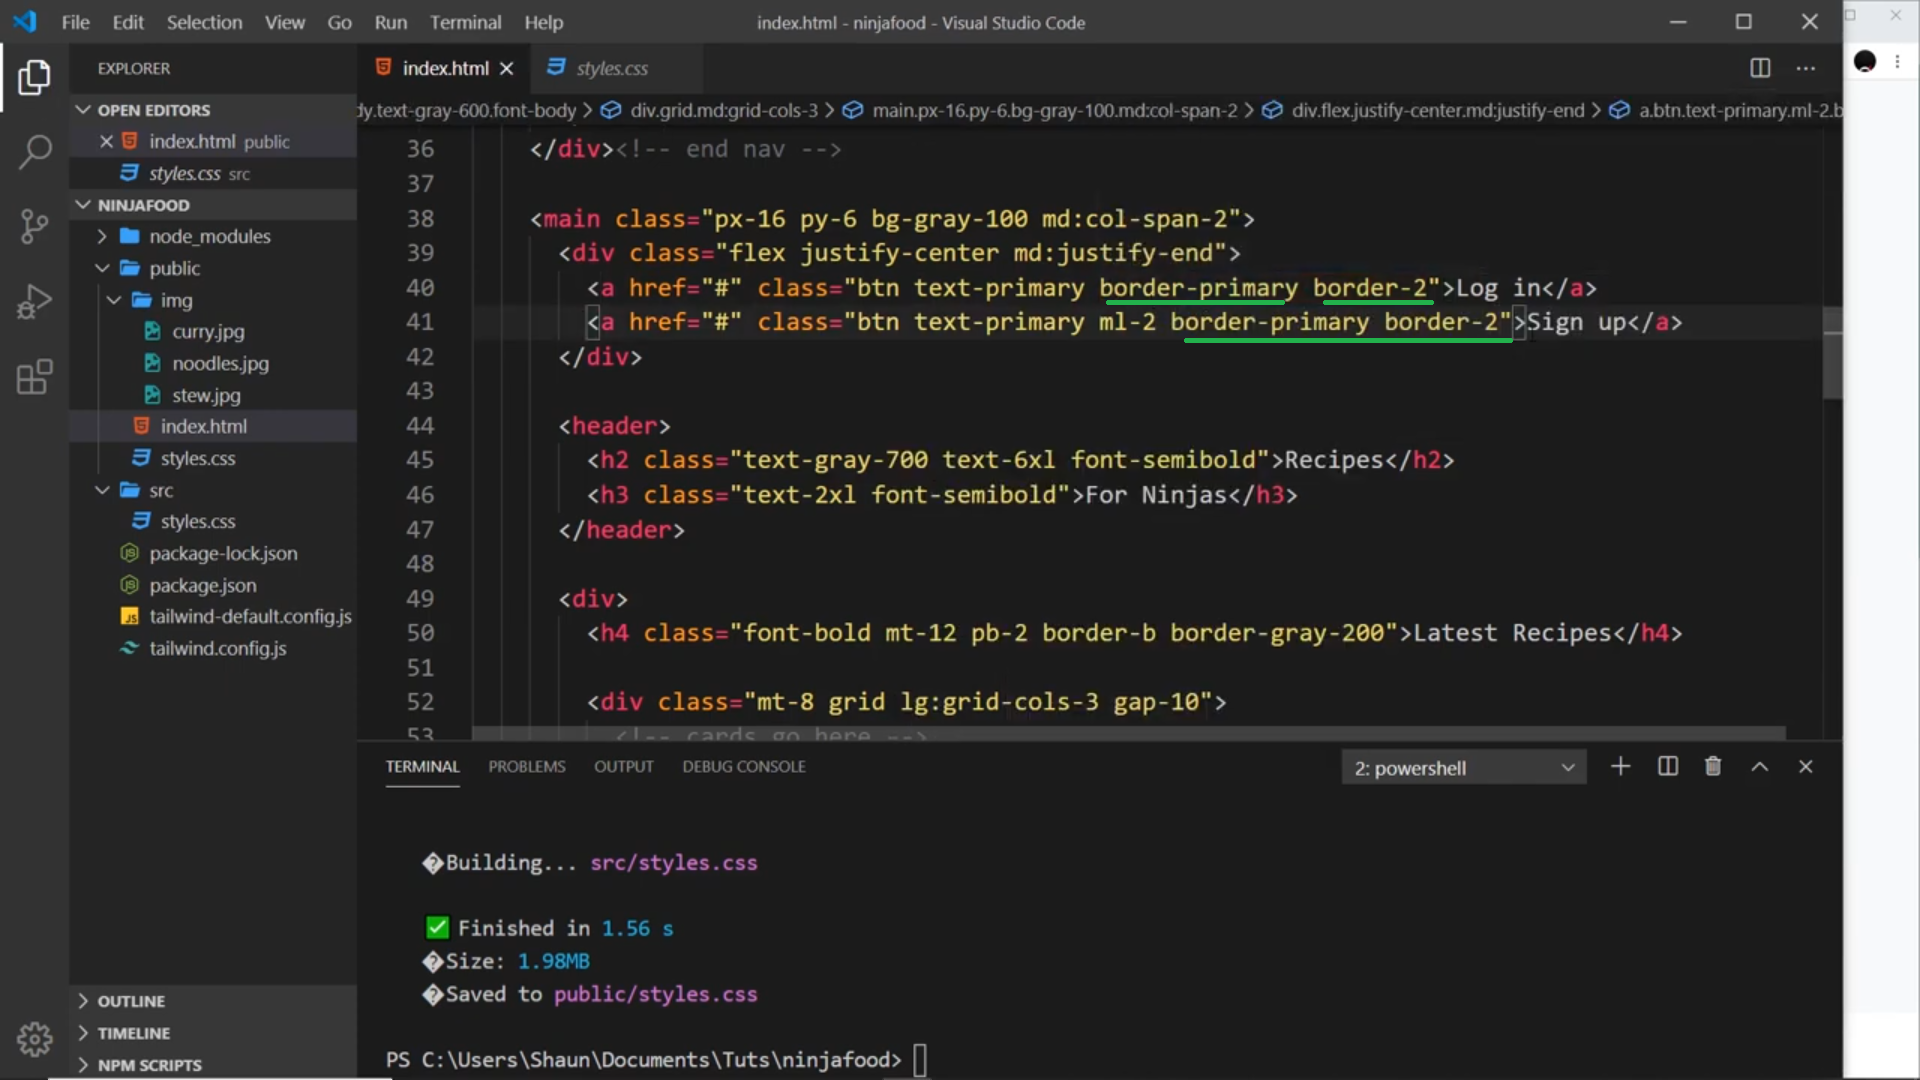 File Edit Selection View Go Run Terminal Help
index.html - ninjafood - Visual Studio Code
EXPLORER
OPEN EDITORS
index.html public
styles.css src
NINJAFOOD
node_modules
public
img
curry.jpg
noodles.jpg
stew.jpg
index.html
styles.css
src
styles.css
package-lock.json
package.json
JS tailwind-default.config.js
tailwind.config.js
OUTLINE
TIMELINE
NPM SCRIPTS
index.html styles.css
dy.text-gray-600.font-body > div.grid.md:grid-cols-3 > main.px-16.py-6.bg-gray-100.md:col-span-2 > div.flex.justify-center.md:justify-end > a.btn.text-primary.ml-2.b
36 </div><!-- end nav -->
37
38 <main class="px-16 py-6 bg-gray-100 md:col-span-2">
39 <div class="flex justify-center md:justify-end">
40 <a href="#" class="btn text-primary border-primary border-2">Log in</a>
41 <a href="#" class="btn text-primary ml-2 border-primary border-2">Sign up</a>
42 </div>
43
44 <header>
45 <h2 class="text-gray-700 text-6xl font-semibold">Recipes</h2>
46 <h3 class="text-2xl font-semibold">For Ninjas</h3>
47 </header>
48
49 <div>
50 <h4 class="font-bold mt-12 pb-2 border-b border-gray-200">Latest Recipes</h4>
51
52 <div class="mt-8 grid lg:grid-cols-3 gap-10">
53 <!-- cards go here -->
TERMINAL PROBLEMS OUTPUT DEBUG CONSOLE
2: powershell
�Building... src/styles.css
✅ Finished in 1.56 s
�Size: 1.98MB
�Saved to public/styles.css
PS C:\Users\Shaun\Documents\Tuts\ninjafood>